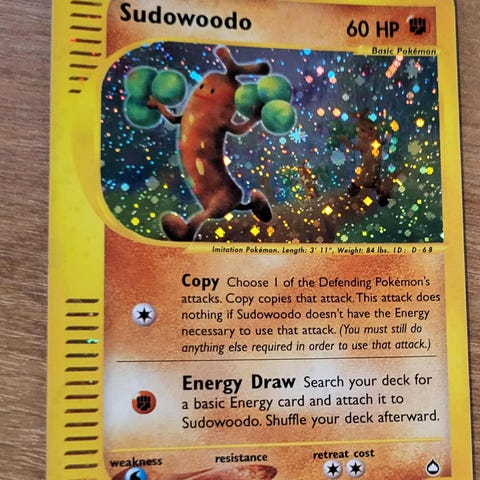 Sudowoodo 60 HP
Basic Pokémon
Imitation Pokémon. Length: 3' 11", Weight: 84 lbs. ID: D-68
Copy Choose 1 of the Defending Pokémon's
attacks. Copy copies that attack. This attack does
nothing if Sudowoodo doesn't have the Energy
necessary to use that attack. (You must still do
anything else required in order to use that attack.)
Energy Draw Search your deck for
a basic Energy card and attach it to
Sudowoodo. Shuffle your deck afterward.
weakness resistance retreat cost